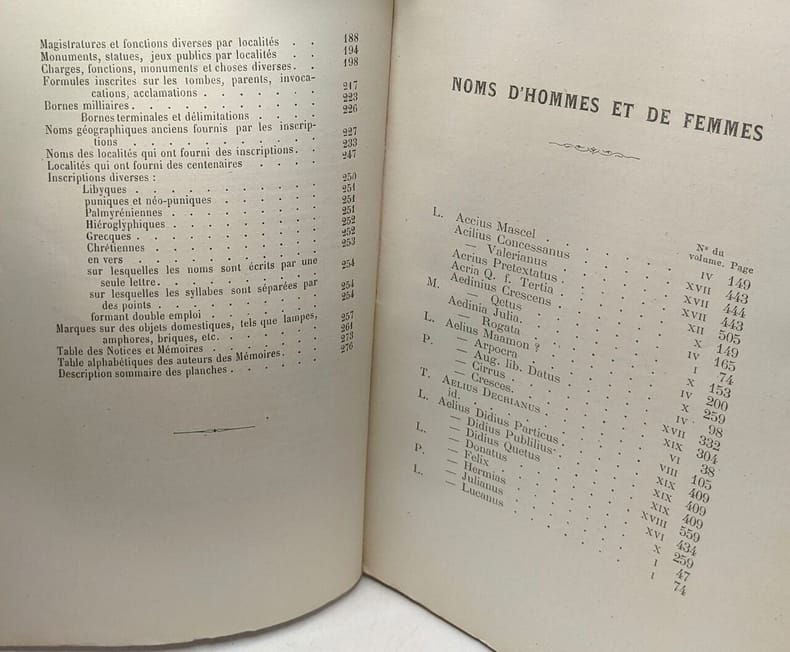 Magistratures et fonctions diverses par localités . . 188
Monuments, statues, jeux publics par localités . . 194
Charges, fonctions, monuments et choses diverses. . . 198
Formules inscrites sur les tombes, parents, invoca-
cations, acclamations . . . . . . . 217
Bornes milliaires. . . . . . . . . . 223
Bornes terminales et délimitations . . . . . 226
Noms géographiques anciens fournis par les inscrip-
tions . . . . . . . . . . 227
Noms des localités qui ont fourni des inscriptions. . 233
Localités qui ont fourni des centenaires . . . . 247
Inscriptions diverses :
Libyques . . . . . . . . . . 250
puniques et néo-puniques . . . . . . 251
Palmyréniennes . . . . . . . . 251
Hiéroglyphiques . . . . . . . . 251
Grecques . . . . . . . . . . 252
Chrétiennes . . . . . . . . . 252
en vers . . . . . . . . . . 253
sur lesquelles les noms sont écrits par une
seule lettre. . . . . . . . . 254
sur lesquelles les syllabes sont séparées par
des points . . . . . . . . . 254
formant double emploi . . . . . . . 254
Marques sur des objets domestiques, tels que lampes,
amphores, briques, etc. . . . . . . 257
Table des Notices et Mémoires . . . . . . 261
Table alphabétique des auteurs des Mémoires. . . . 273
Description sommaire des planches . . . . . 276
NOMS D'HOMMES ET DE FEMMES
N° du volume. Page
L. Accius Mascel . . . . . . IV 149
Acilius Concessanus . . . . . XVII 443
— Valerianus . . . . . XVII 444
Acrius Pretextatus . . . . . XVII 443
Acria Q. f. Tertia . . . . . XII 505
Aedinius Crescens . . . . . X 149
M. — Qetus . . . . . . IV 165
Aedinia Julia. . . . . . . I 74
— Rogata . . . . . . X 153
L. Aelius Maamon ? . . . . . IV 200
— Arpocra . . . . . . X 259
P. — Aug. lib. Datus . . . . IV 98
— Cirrus . . . . . . XVII 332
— Cresces. . . . . . XIX 304
T. AELIUS DECRIANUS . . . . . VI 38
id. . . . . . . VIII 105
L. Aelius Didius Particus . . . . XIX 409
— Didius Publilius . . . . XIX 409
L. — Didius Quetus . . . . XIX 409
— Donatus . . . . . . XVIII 559
P. — Felix . . . . . . XVI 434
— Hermias . . . . . . X 259
L. — Julianus . . . . . . I 47
— Lucanus . . . . . . I 74